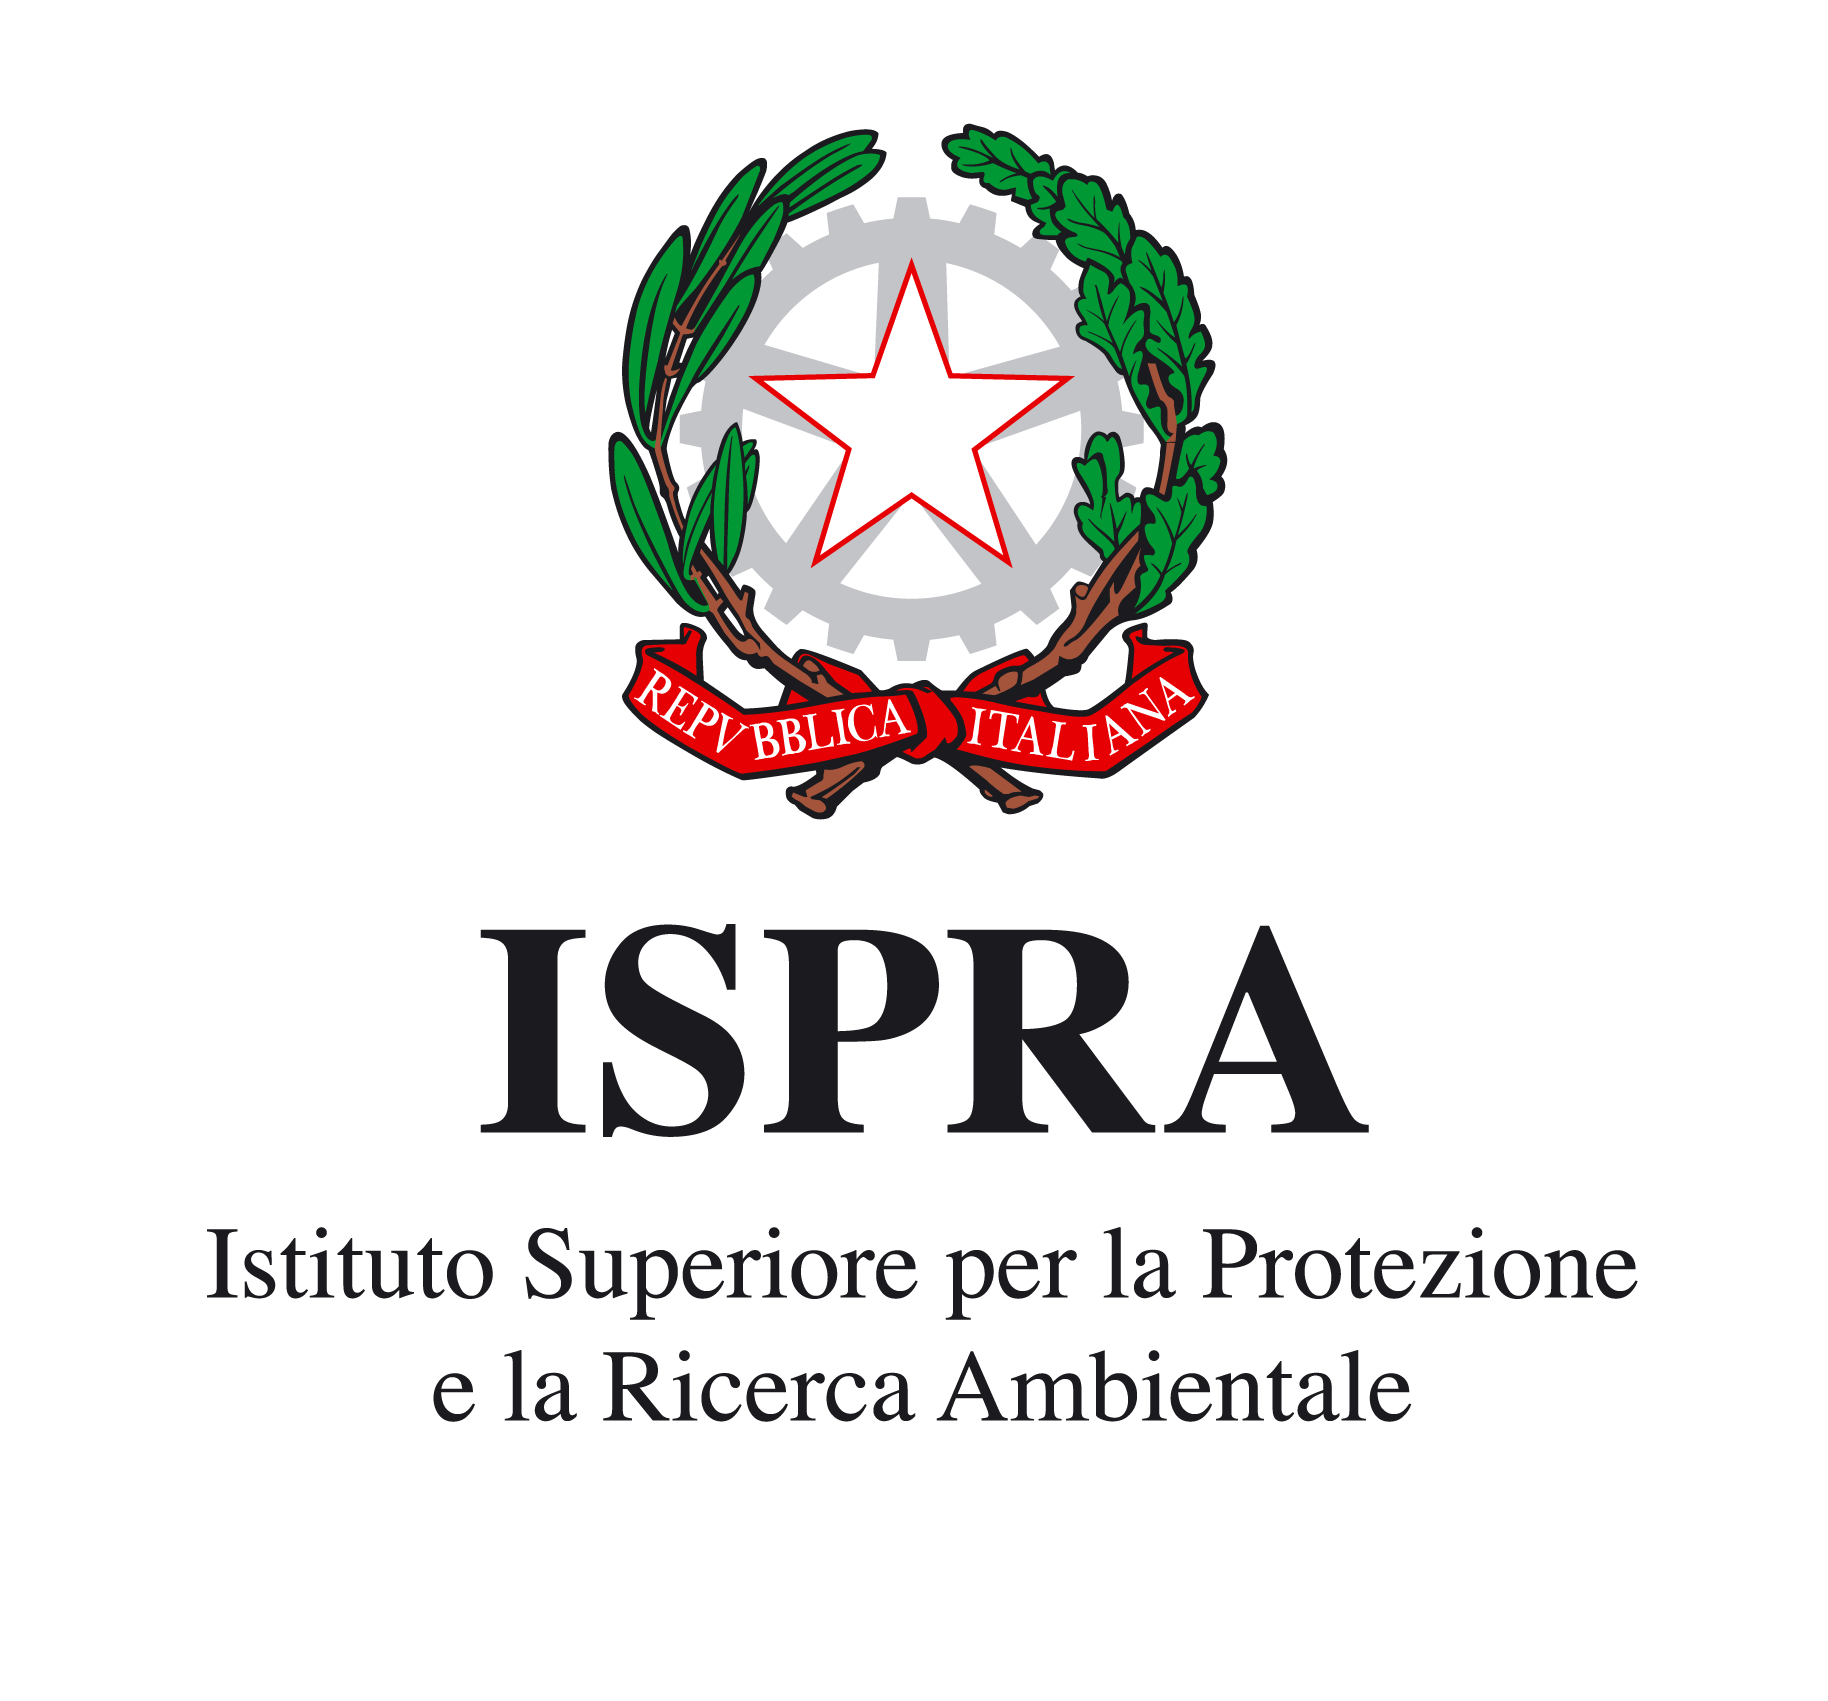 REPVBBLICA ITALIANA
ISPRA
Istituto Superiore per la Protezione
e la Ricerca Ambientale